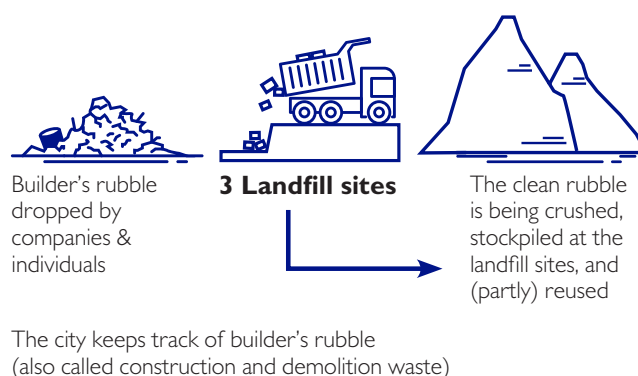 Builder’s rubble
dropped by
companies &
individuals
3 Landfill sites
The clean rubble
is being crushed,
stockpiled at the
landfill sites, and
(partly) reused
The city keeps track of builder’s rubble
(also called construction and demolition waste)